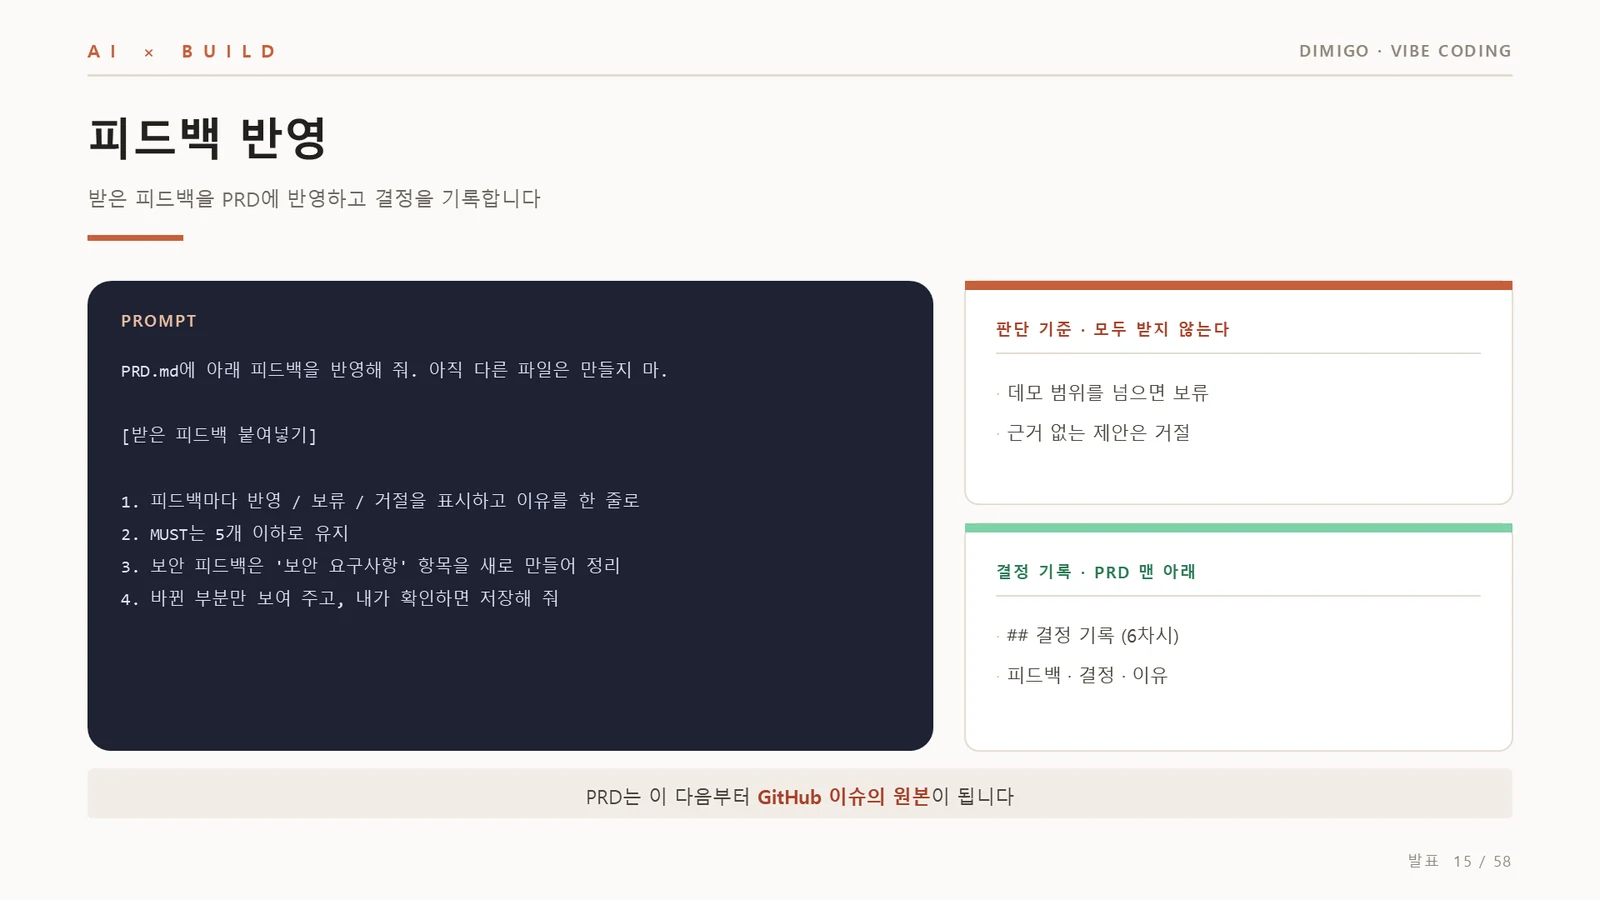 AI × BUILD
DIMIGO · VIBE CODING
피드백 반영
받은 피드백을 PRD에 반영하고 결정을 기록합니다
PROMPT
PRD.md에 아래 피드백을 반영해 줘. 아직 다른 파일은 만들지 마.
[받은 피드백 붙여넣기]
1. 피드백마다 반영 / 보류 / 거절을 표시하고 이유를 한 줄로
2. MUST는 5개 이하로 유지
3. 보안 피드백은 '보안 요구사항' 항목을 새로 만들어 정리
4. 바뀐 부분만 보여 주고, 내가 확인하면 저장해 줘
판단 기준 · 모두 받지 않는다
· 데모 범위를 넘으면 보류
· 근거 없는 제안은 거절
결정 기록 · PRD 맨 아래
· ## 결정 기록 (6차시)
· 피드백 · 결정 · 이유
PRD는 이 다음부터 GitHub 이슈의 원본이 됩니다
발표 15 / 58